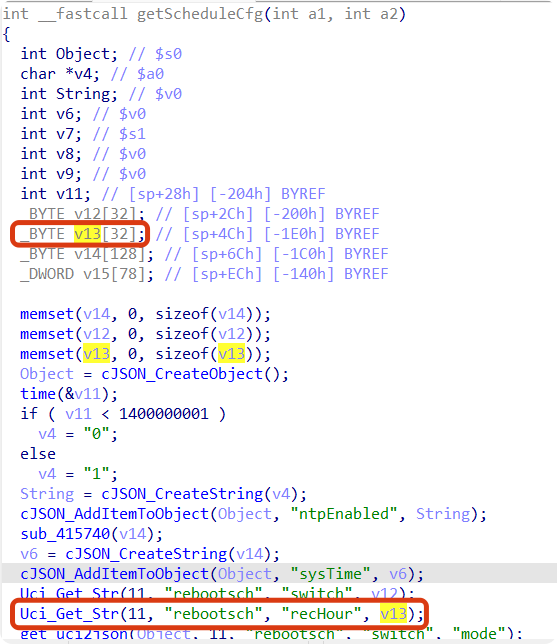 int __fastcall getScheduleCfg(int a1, int a2)
{
int Object; // $s0
char *v4; // $a0
int String; // $v0
int v6; // $v0
int v7; // $s1
int v8; // $v0
int v9; // $v0
int v11; // [sp+28h] [-204h] BYREF
_BYTE v12[32]; // [sp+2Ch] [-200h] BYREF
_BYTE v13[32]; // [sp+4Ch] [-1E0h] BYREF
_BYTE v14[128]; // [sp+6Ch] [-1C0h] BYREF
_DWORD v15[78]; // [sp+ECh] [-140h] BYREF
memset(v14, 0, sizeof(v14));
memset(v12, 0, sizeof(v12));
memset(v13, 0, sizeof(v13));
Object = cJSON_CreateObject();
time(&v11);
if ( v11 < 1400000001 )
v4 = "0";
else
v4 = "1";
String = cJSON_CreateString(v4);
cJSON_AddItemToObject(Object, "ntpEnabled", String);
sub_415740(v14);
v6 = cJSON_CreateString(v14);
cJSON_AddItemToObject(Object, "sysTime", v6);
Uci_Get_Str(11, "rebootsch", "switch", v12);
Uci_Get_Str(11, "rebootsch", "recHour", v13);
get_uci2json(Object, 11, "rebootsch", "switch", "mode");